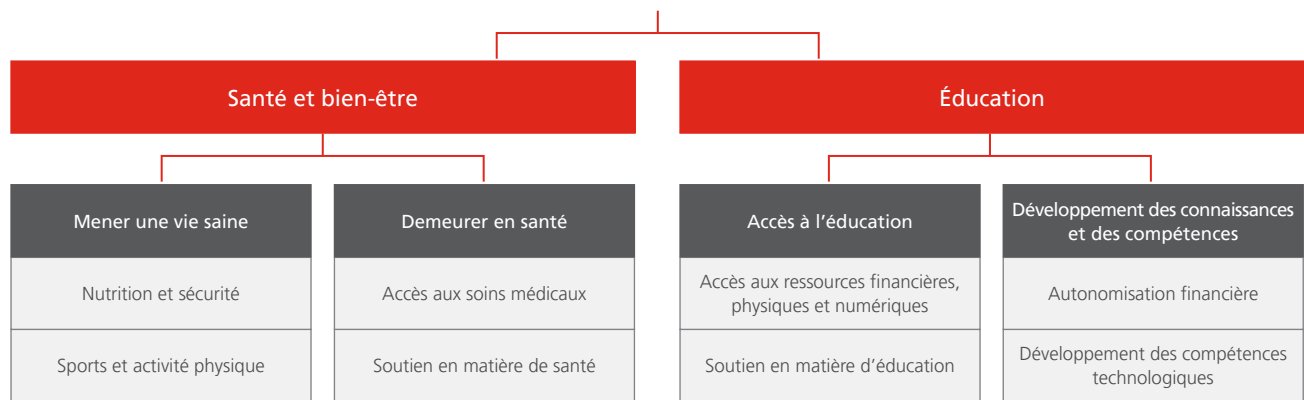 Santé et bien-être
Éducation
Mener une vie saine
Demeurer en santé
Accès à l’éducation
Développement des connaissances
et des compétences
Nutrition et sécurité
Accès aux soins médicaux
Accès aux ressources financières,
physiques et numériques
Autonomisation financière
Sports et activité physique
Soutien en matière de santé
Soutien en matière d’éducation
Développement des compétences
technologiques